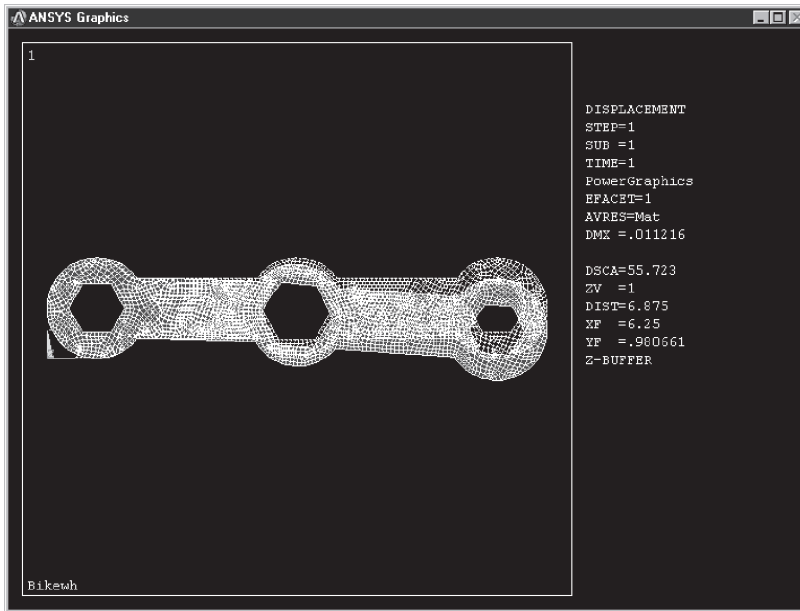 ANSYS Graphics
1
DISPLACEMENT
STEP=1
SUB =1
TIME=1
PowerGraphics
EFACET=1
AVRES=Mat
DMX =.011216
DSCA=55.723
ZV =1
DIST=6.875
XF =6.25
YF =.980661
Z-BUFFER
Bikewh